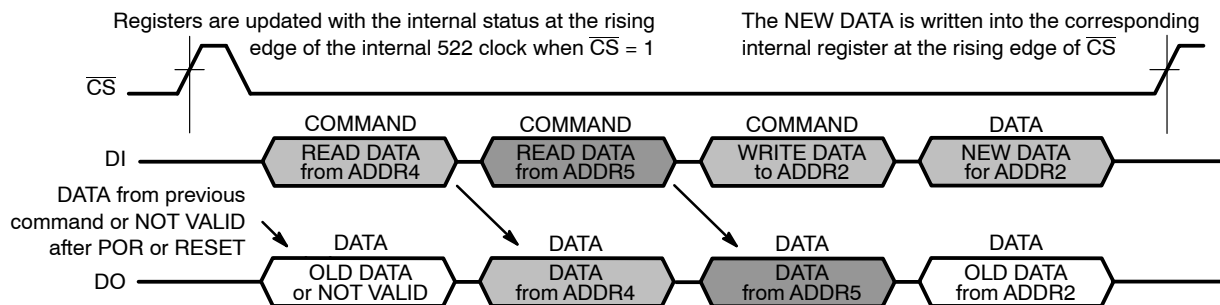 Registers are updated with the internal status at the rising
edge of the internal 522 clock when C̅S̅ = 1
The NEW DATA is written into the corresponding
internal register at the rising edge of C̅S̅
C̅S̅
COMMAND
COMMAND
COMMAND
DATA
DI
READ DATA
from ADDR4
READ DATA
from ADDR5
WRITE DATA
to ADDR2
NEW DATA
for ADDR2
DATA from previous
command or NOT VALID
after POR or RESET
DATA
DATA
DATA
DATA
DO
OLD DATA
or NOT VALID
DATA
from ADDR4
DATA
from ADDR5
OLD DATA
from ADDR2